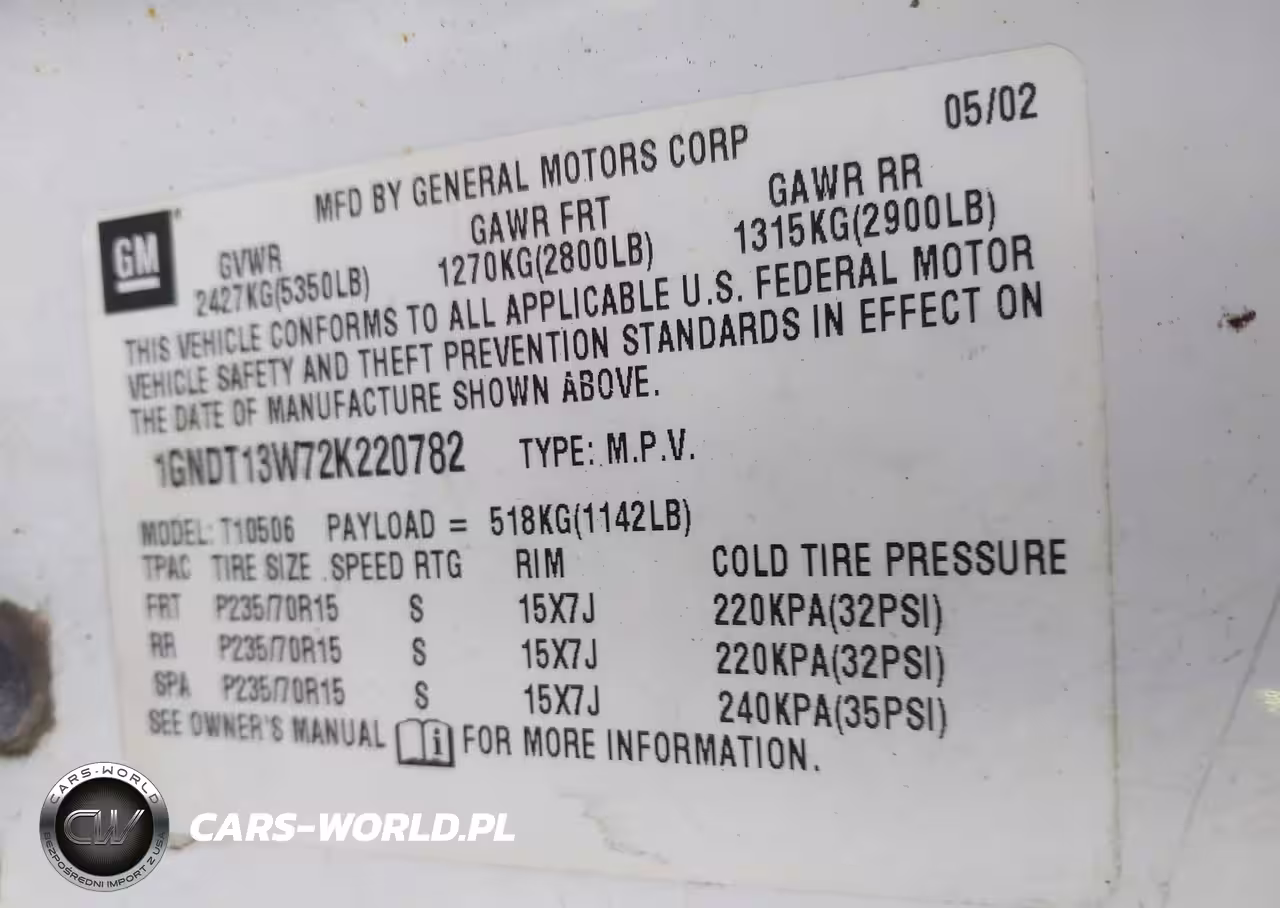 05/02
MFD BY GENERAL MOTORS CORP
GM
GVWR GAWR FRT GAWR RR
2427KG(5350LB) 1270KG(2800LB) 1315KG(2900LB)
THIS VEHICLE CONFORMS TO ALL APPLICABLE U.S. FEDERAL MOTOR
VEHICLE SAFETY AND THEFT PREVENTION STANDARDS IN EFFECT ON
THE DATE OF MANUFACTURE SHOWN ABOVE.
1GNDT13W72K220782 TYPE: M.P.V.
MODEL: T10506 PAYLOAD = 518KG(1142LB)
TPAC TIRE SIZE SPEED RTG RIM COLD TIRE PRESSURE
FRT P235/70R15 S 15X7J 220KPA(32PSI)
RR P235/70R15 S 15X7J 220KPA(32PSI)
SPA P235/70R15 S 15X7J 240KPA(35PSI)
SEE OWNER'S MANUAL i FOR MORE INFORMATION.
CARS-WORLD
CW
BEZPOŚREDNI IMPORT Z USA
CARS-WORLD.PL